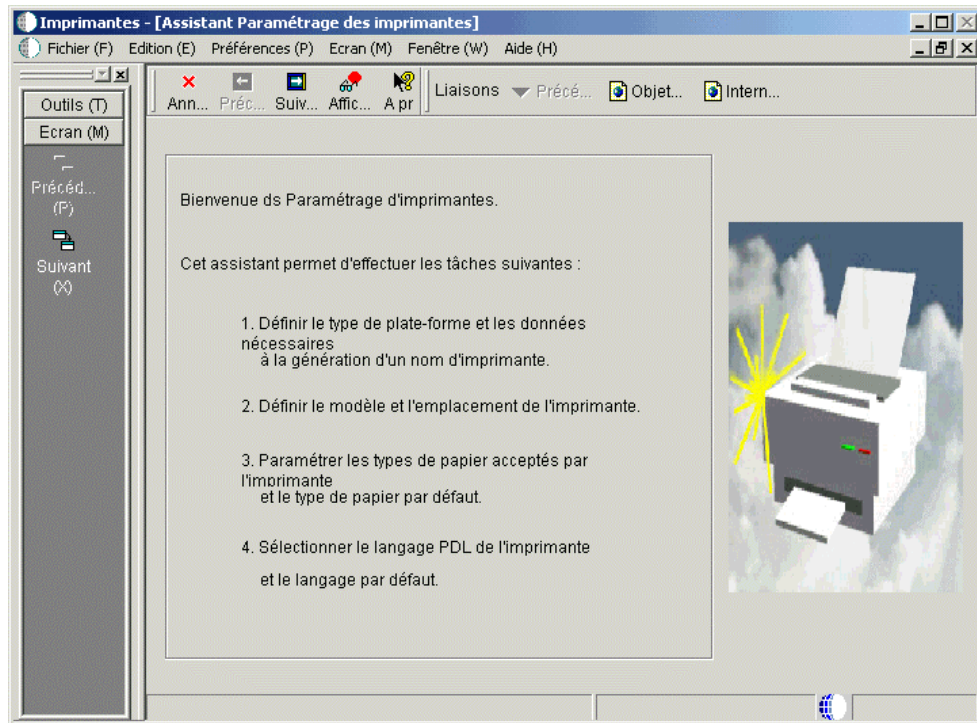 Imprimantes - [Assistant Paramétrage des imprimantes]
Fichier (F) Edition (E) Préférences (P) Ecran (M) Fenêtre (W) Aide (H)
Ann... Préc... Suiv... Affic... A pr Liaisons Précé... Objet... Intern...
Outils (T)
Ecran (M)
Précéd...
(P)
Suivant
(X)
Bienvenue ds Paramétrage d'imprimantes.
Cet assistant permet d'effectuer les tâches suivantes :
1. Définir le type de plate-forme et les données
nécessaires
à la génération d'un nom d'imprimante.
2. Définir le modèle et l'emplacement de l'imprimante.
3. Paramétrer les types de papier acceptés par
l'imprimante
et le type de papier par défaut.
4. Sélectionner le langage PDL de l'imprimante
et le langage par défaut.